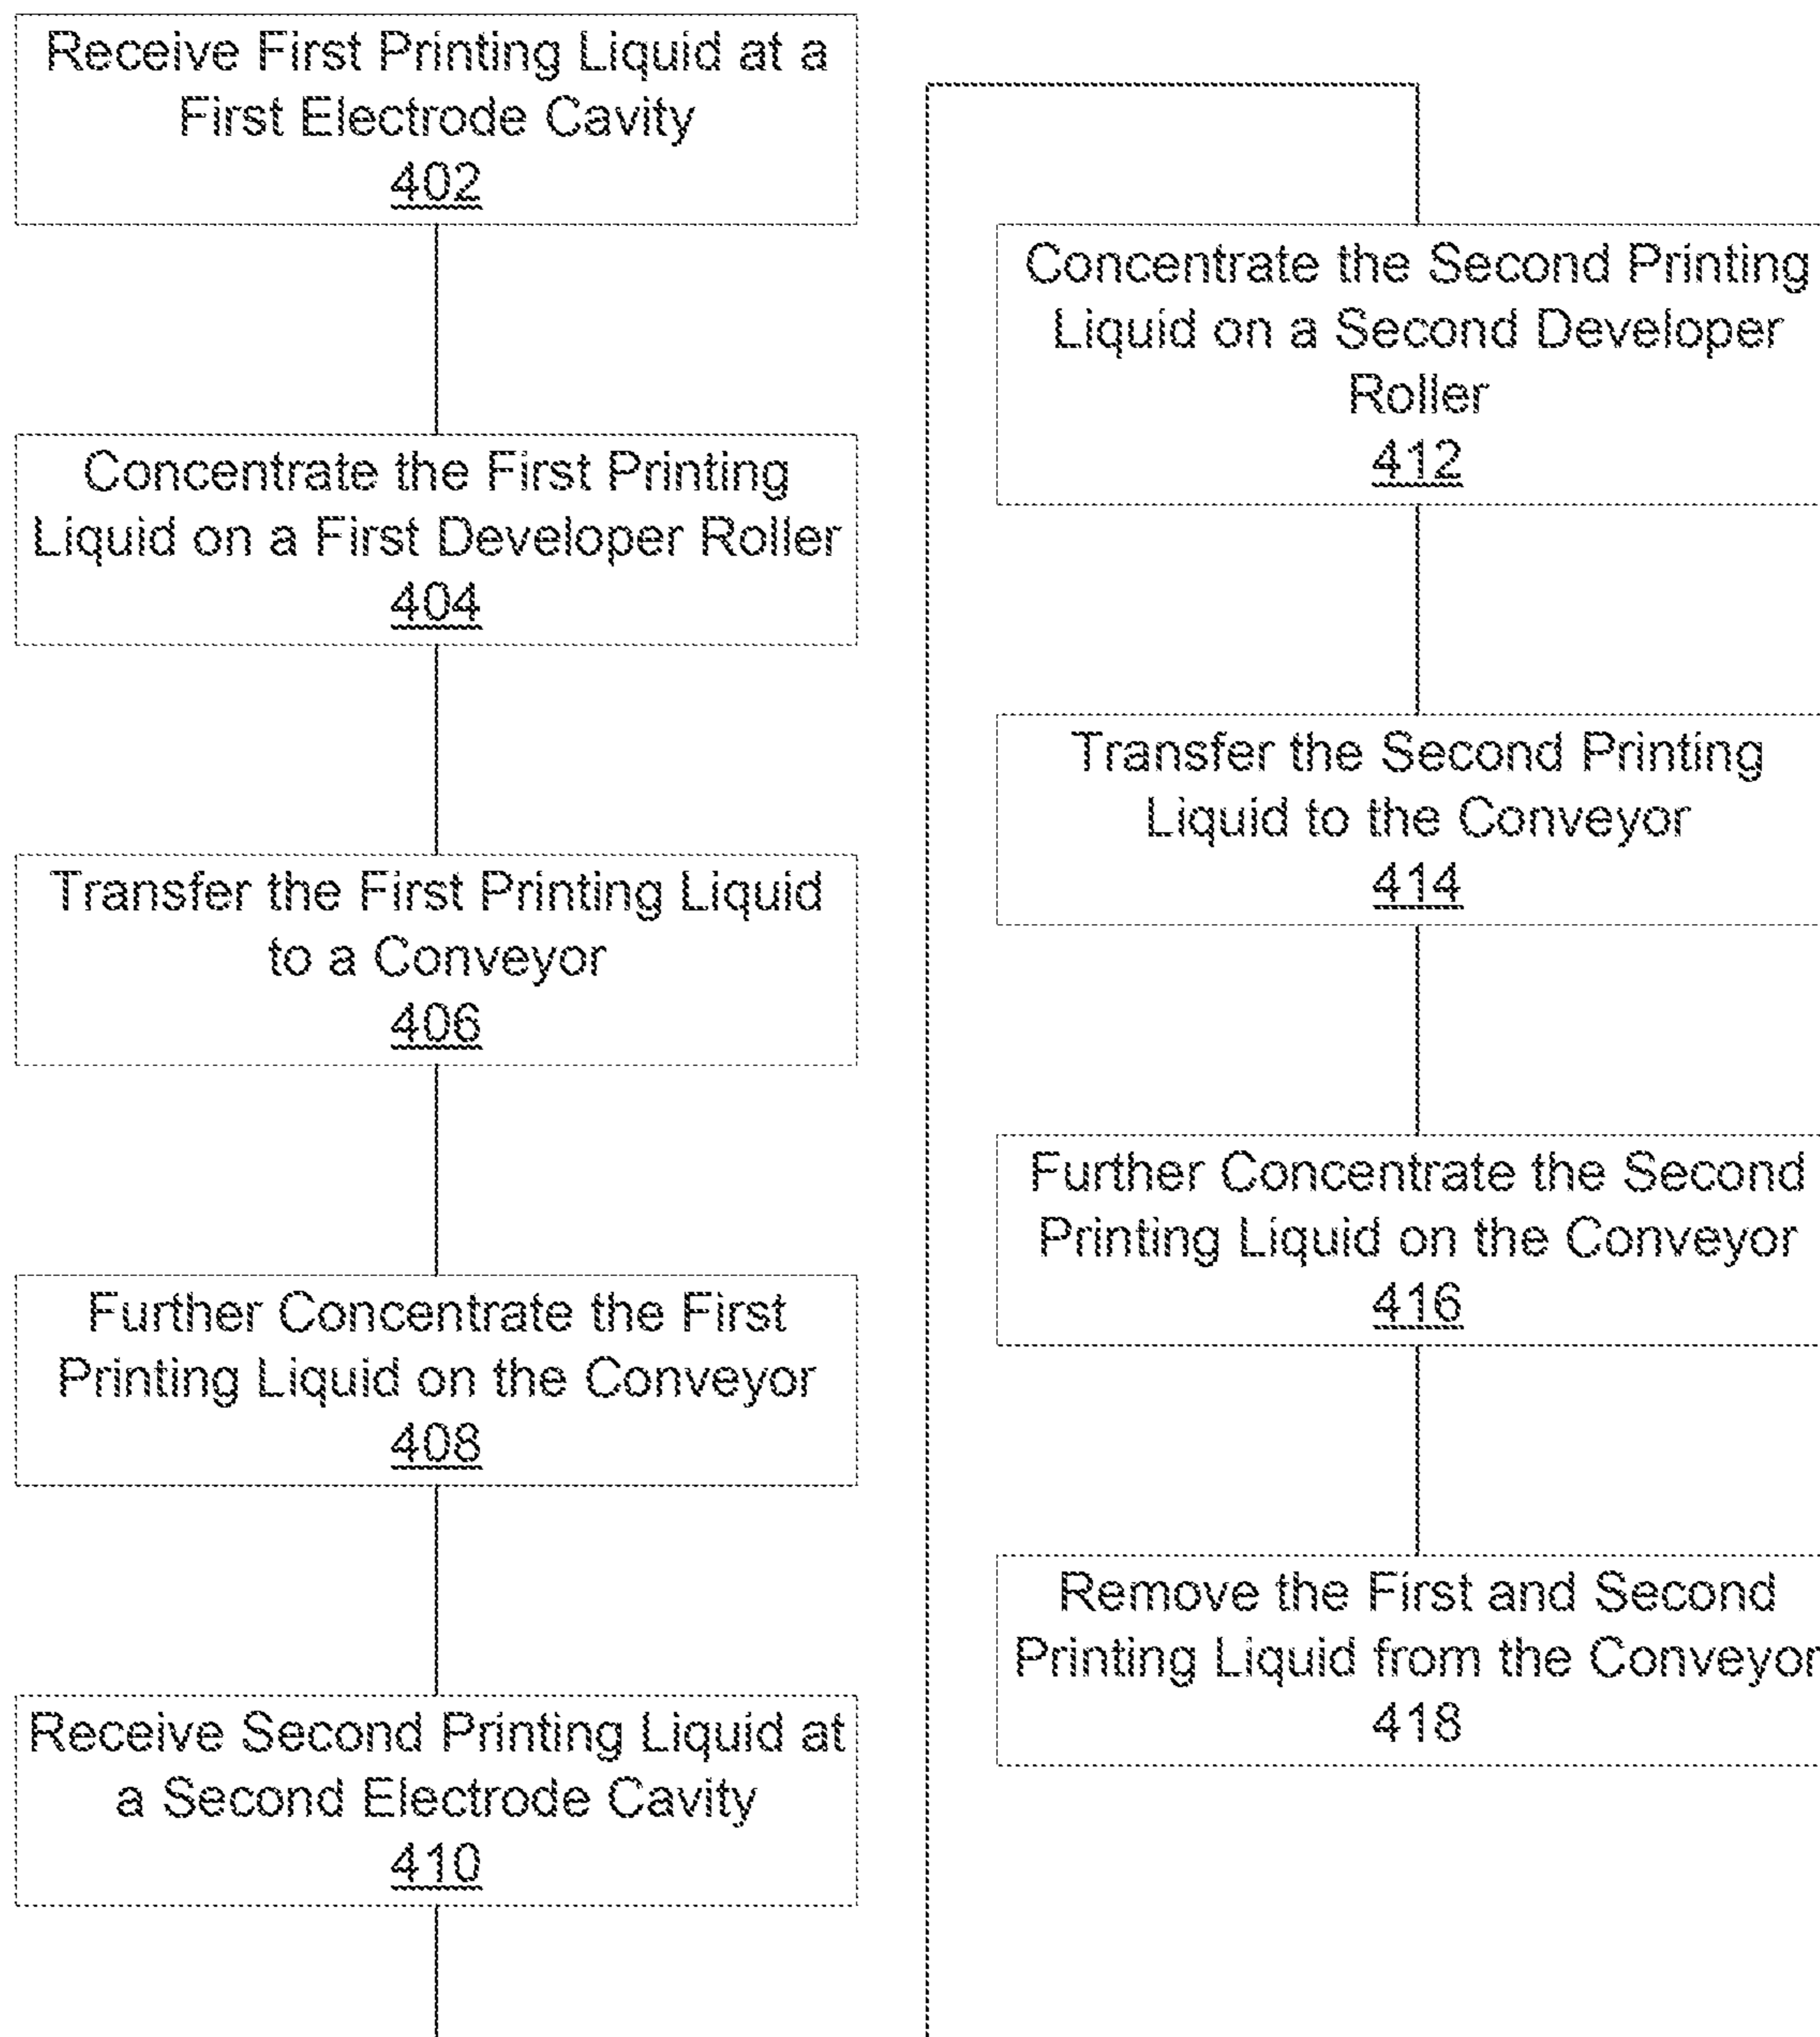 Receive First Printing Liquid at a
First Electrode Cavity
402
Concentrate the First Printing
Liquid on a First Developer Roller
404
Transfer the First Printing Liquid
to a Conveyor
406
Further Concentrate the First
Printing Liquid on the Conveyor
408
Receive Second Printing Liquid at
a Second Electrode Cavity
410
Concentrate the Second Printing
Liquid on a Second Developer
Roller
412
Transfer the Second Printing
Liquid to the Conveyor
414
Further Concentrate the Second
Printing Liquid on the Conveyor
416
Remove the First and Second
Printing Liquid from the Conveyor
418